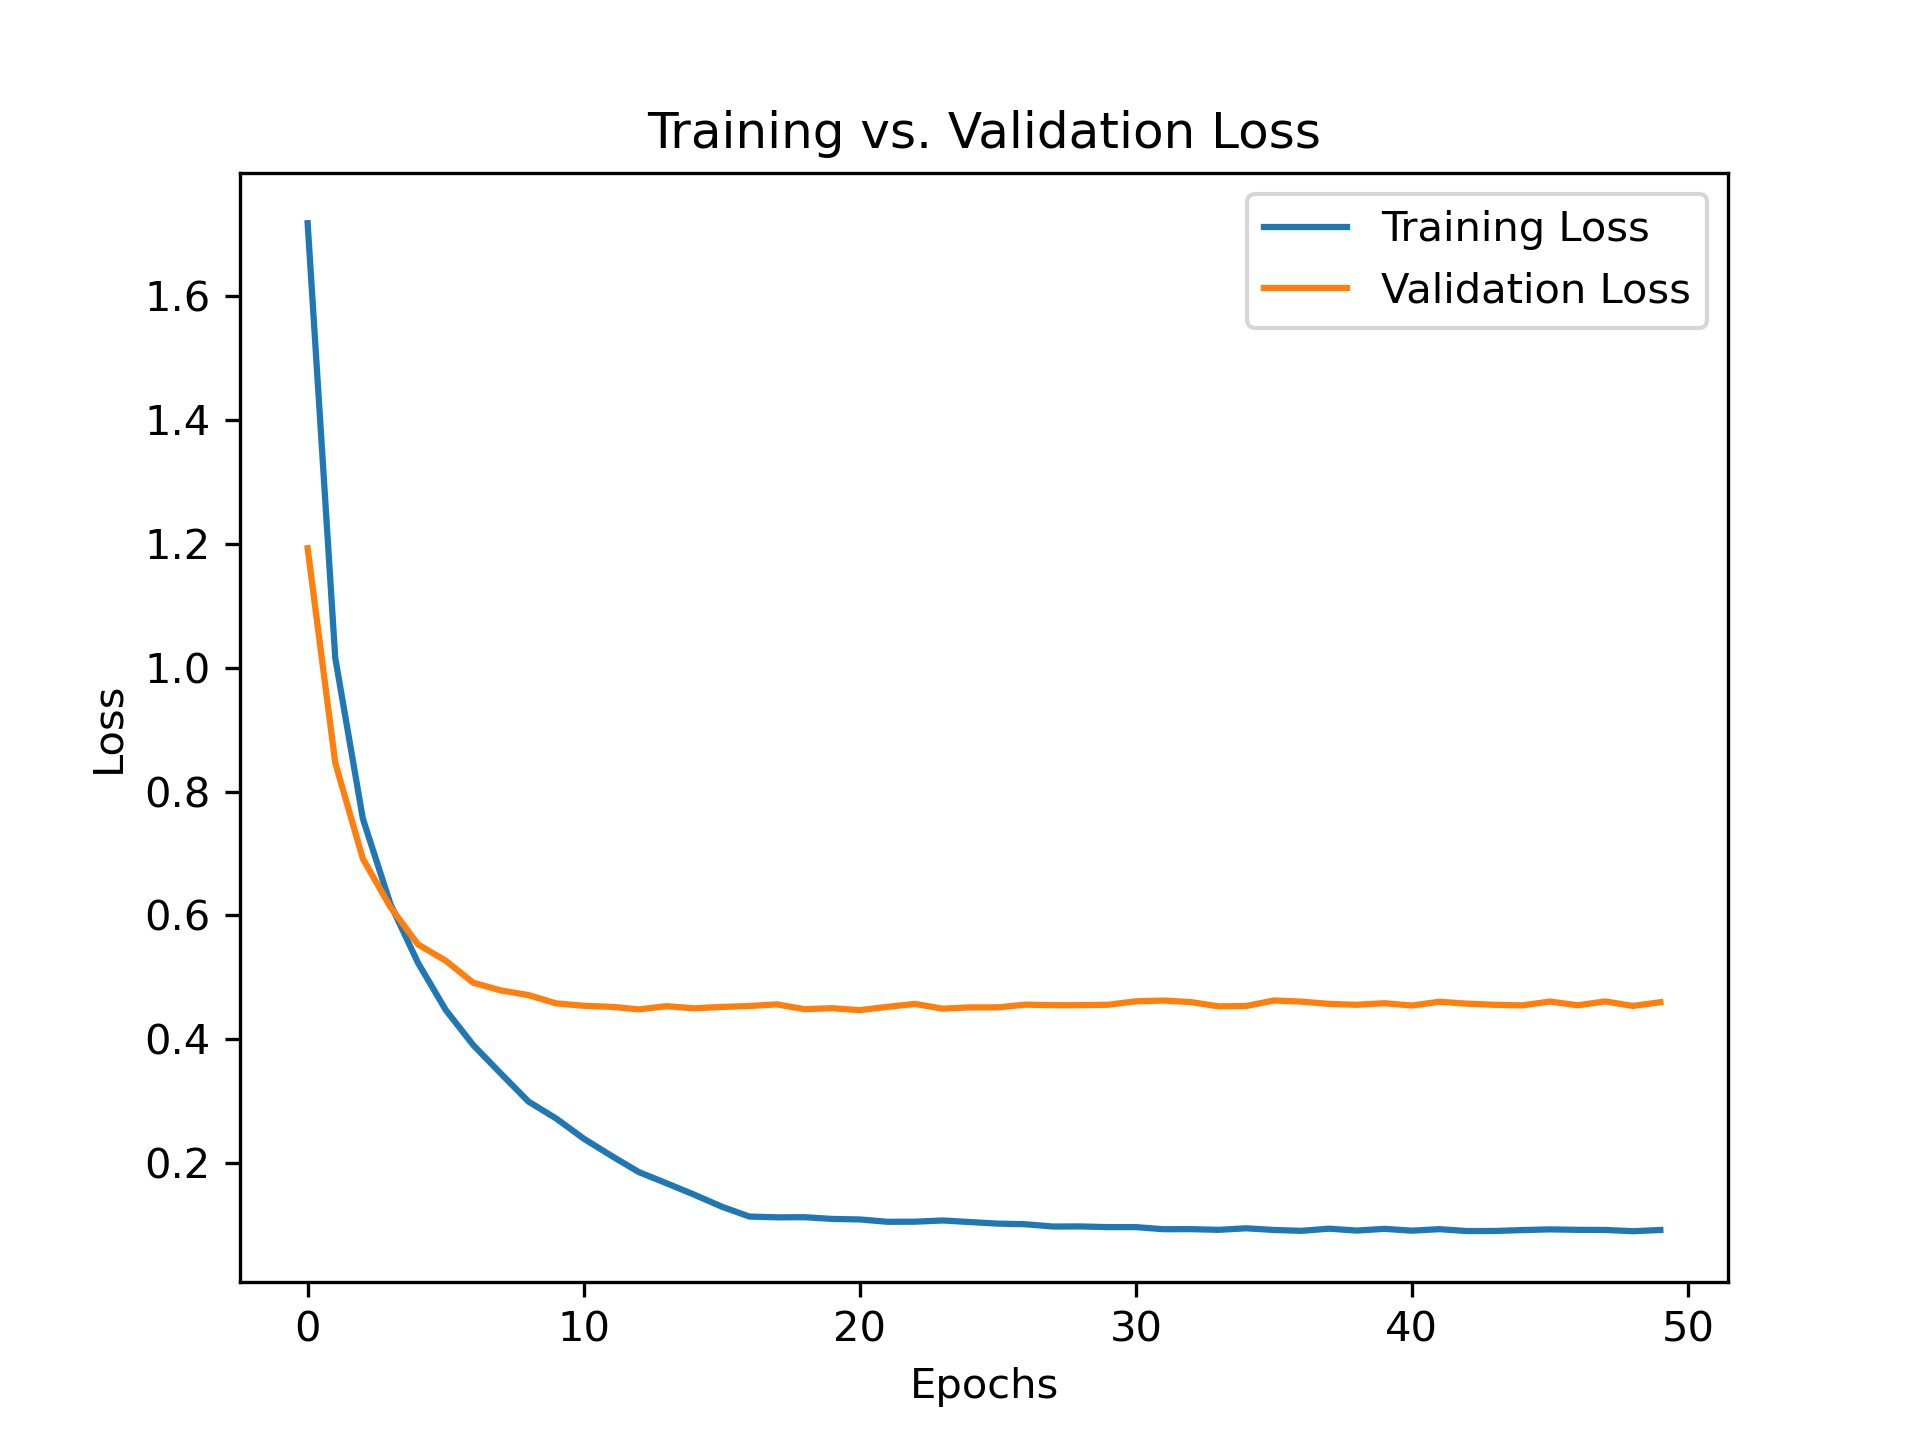 Training vs. Validation Loss
Training Loss
Validation Loss
1.6
1.4
1.2
1.0
0.8
0.6
0.4
0.2
Loss
0 10 20 30 40 50
Epochs